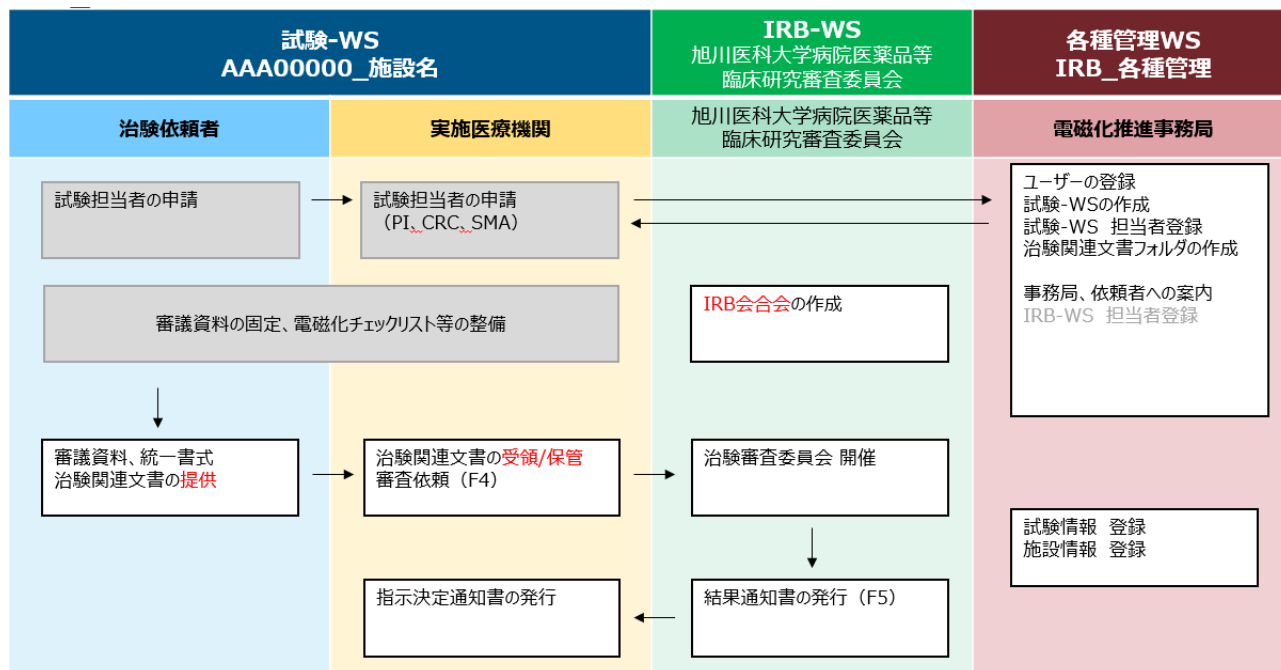 試験-WS
AAA00000_施設名
IRB-WS
旭川医科大学病院医薬品等
臨床研究審査委員会
各種管理WS
IRB_各種管理
治験依頼者
実施医療機関
旭川医科大学病院医薬品等
臨床研究審査委員会
電磁化推進事務局
試験担当者の申請
試験担当者の申請
（PI、CRC、SMA）
ユーザーの登録
試験-WSの作成
試験-WS 担当者登録
治験関連文書フォルダの作成
事務局、依頼者への案内
IRB-WS 担当者登録
審議資料の固定、電磁化チェックリスト等の整備
IRB会合会の作成
審議資料、統一書式
治験関連文書の提供
治験関連文書の受領/保管
審査依頼（F4）
治験審査委員会 開催
試験情報 登録
施設情報 登録
指示決定通知書の発行
結果通知書の発行（F5）